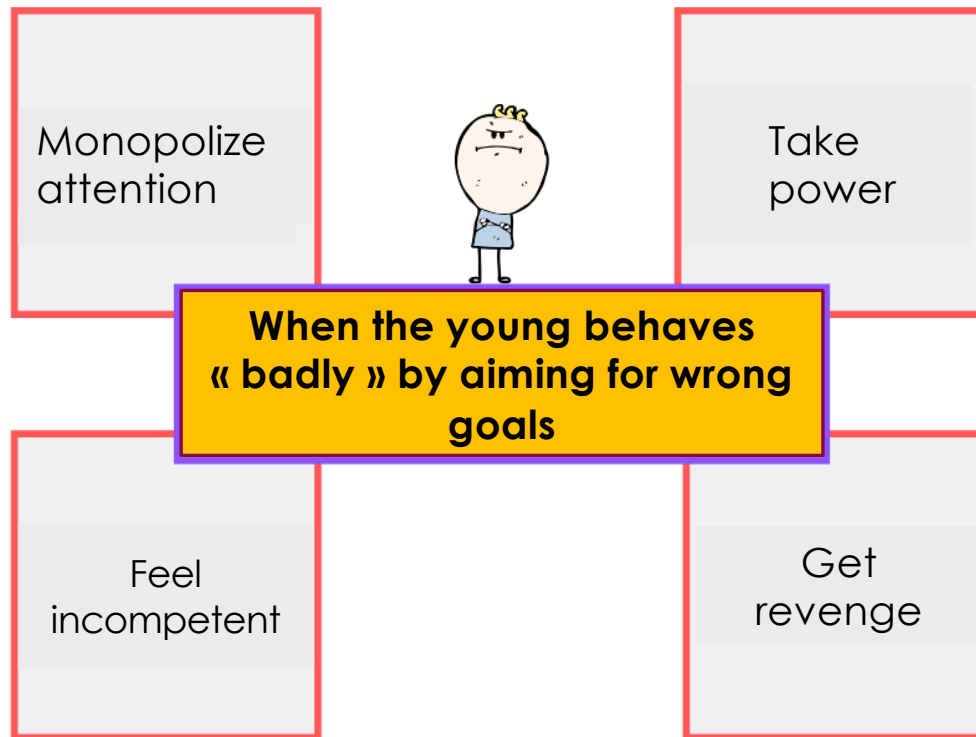 Monopolize
attention
Take
power
When the young behaves
« badly » by aiming for wrong
goals
Feel
incompetent
Get
revenge